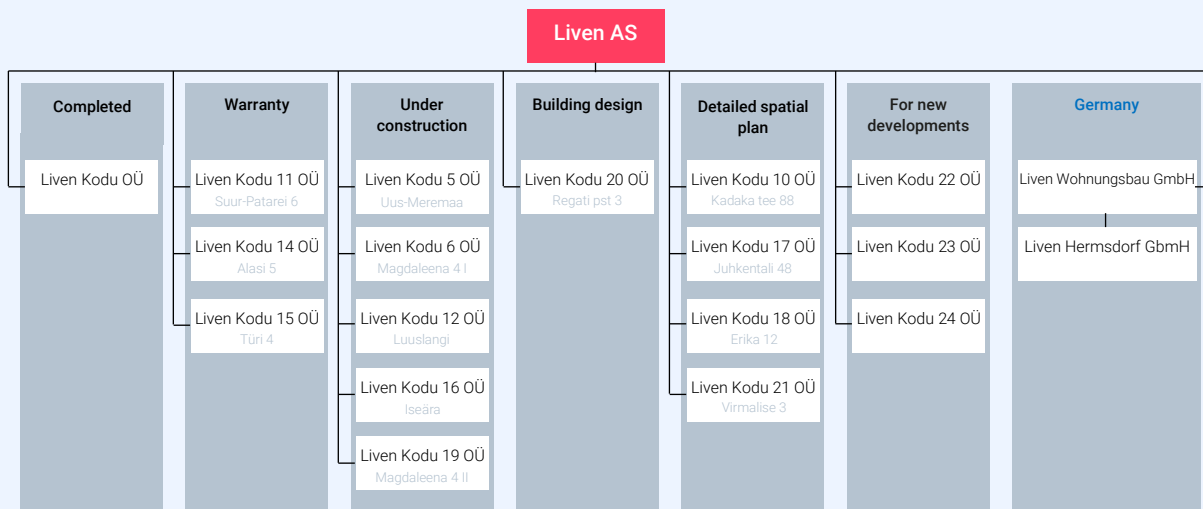 Liven AS
Completed
Liven Kodu OÜ
Warranty
Liven Kodu 11 OÜ
Suur-Patarei 6
Liven Kodu 14 OÜ
Alasi 5
Liven Kodu 15 OÜ
Türi 4
Under
construction
Liven Kodu 5 OÜ
Uus-Meremaa
Liven Kodu 6 OÜ
Magdaleena 4 I
Liven Kodu 12 OÜ
Luuslangi
Liven Kodu 16 OÜ
Iseära
Liven Kodu 19 OÜ
Magdaleena 4 II
Building design
Liven Kodu 20 OÜ
Regati pst 3
Detailed spatial
plan
Liven Kodu 10 OÜ
Kadaka tee 88
Liven Kodu 17 OÜ
Juhkentali 48
Liven Kodu 18 OÜ
Erika 12
Liven Kodu 21 OÜ
Virmalise 3
For new
developments
Liven Kodu 22 OÜ
Liven Kodu 23 OÜ
Liven Kodu 24 OÜ
Germany
Liven Wohnungsbau GmbH
Liven Hermsdorf GbmH